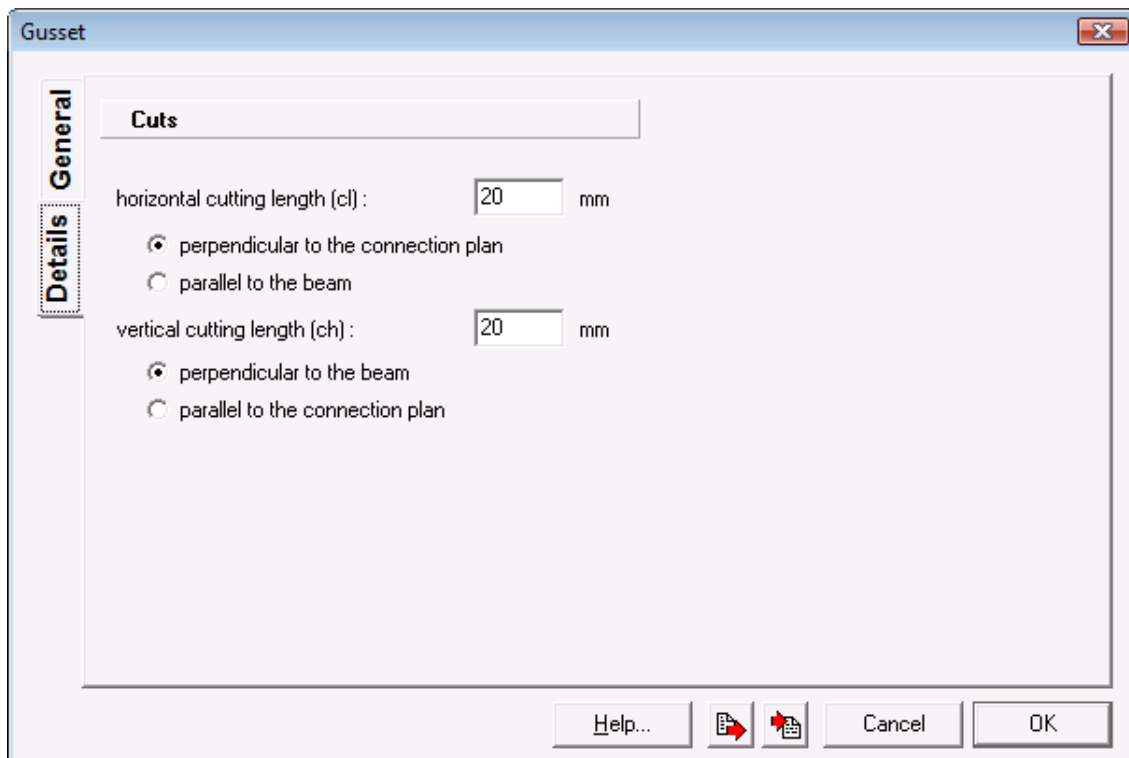 Gusset
General
Details
Cuts
horizontal cutting length (cl) : 20 mm
perpendicular to the connection plan
parallel to the beam
vertical cutting length (ch) : 20 mm
perpendicular to the beam
parallel to the connection plan
Help... Cancel OK